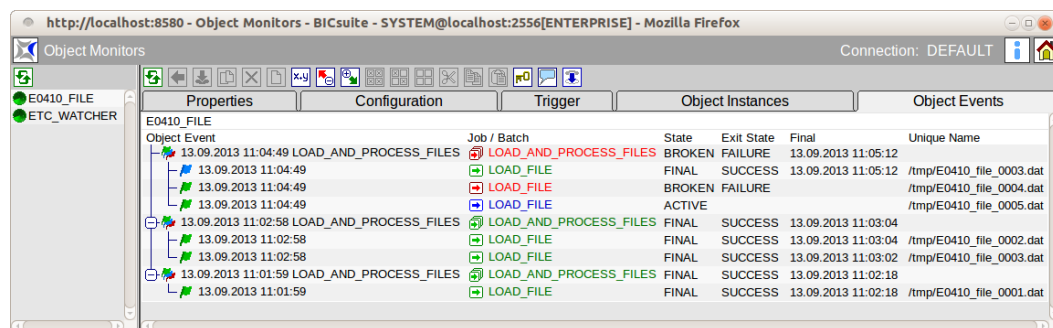 http://localhost:8580 - Object Monitors - BICsuite - SYSTEM@localhost:2556[ENTERPRISE] - Mozilla Firefox
Object Monitors Connection: DEFAULT
x.y
E0410_FILE
ETC_WATCHER
Properties Configuration Trigger Object Instances Object Events
E0410_FILE
Object Event Job / Batch State Exit State Final Unique Name
13.09.2013 11:04:49 LOAD_AND_PROCESS_FILES LOAD_AND_PROCESS_FILES BROKEN FAILURE 13.09.2013 11:05:12
13.09.2013 11:04:49 LOAD_FILE FINAL SUCCESS 13.09.2013 11:05:12 /tmp/E0410_file_0003.dat
13.09.2013 11:04:49 LOAD_FILE BROKEN FAILURE /tmp/E0410_file_0004.dat
13.09.2013 11:04:49 LOAD_FILE ACTIVE /tmp/E0410_file_0005.dat
13.09.2013 11:02:58 LOAD_AND_PROCESS_FILES LOAD_AND_PROCESS_FILES FINAL SUCCESS 13.09.2013 11:03:04
13.09.2013 11:02:58 LOAD_FILE FINAL SUCCESS 13.09.2013 11:03:04 /tmp/E0410_file_0002.dat
13.09.2013 11:02:58 LOAD_FILE FINAL SUCCESS 13.09.2013 11:03:02 /tmp/E0410_file_0003.dat
13.09.2013 11:01:59 LOAD_AND_PROCESS_FILES LOAD_AND_PROCESS_FILES FINAL SUCCESS 13.09.2013 11:02:18
13.09.2013 11:01:59 LOAD_FILE FINAL SUCCESS 13.09.2013 11:02:18 /tmp/E0410_file_0001.dat